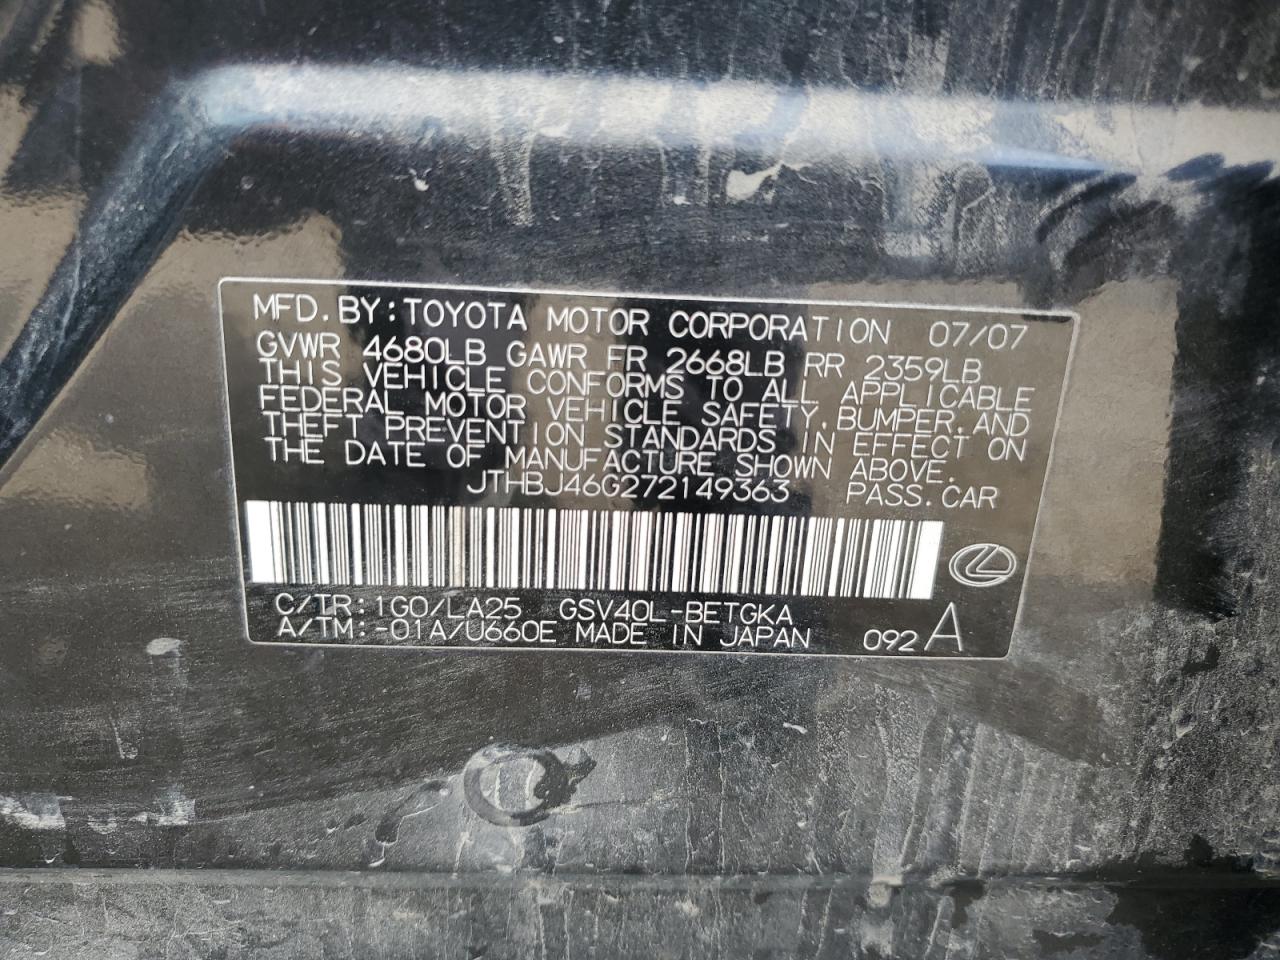 MFD. BY: TOYOTA MOTOR CORPORATION 07/07
GVWR 4680LB GAWR FR 2668LB RR 2359LB
THIS VEHICLE CONFORMS TO ALL APPLICABLE
FEDERAL MOTOR VEHICLE SAFETY, BUMPER, AND
THEFT PREVENTION STANDARDS IN EFFECT ON
THE DATE OF MANUFACTURE SHOWN ABOVE.
JTHBJ46G272149363 PASS. CAR
C/TR: 1G0/LA25 GSV40L-BETGKA
A/TM: -01A/U660E MADE IN JAPAN 092 A